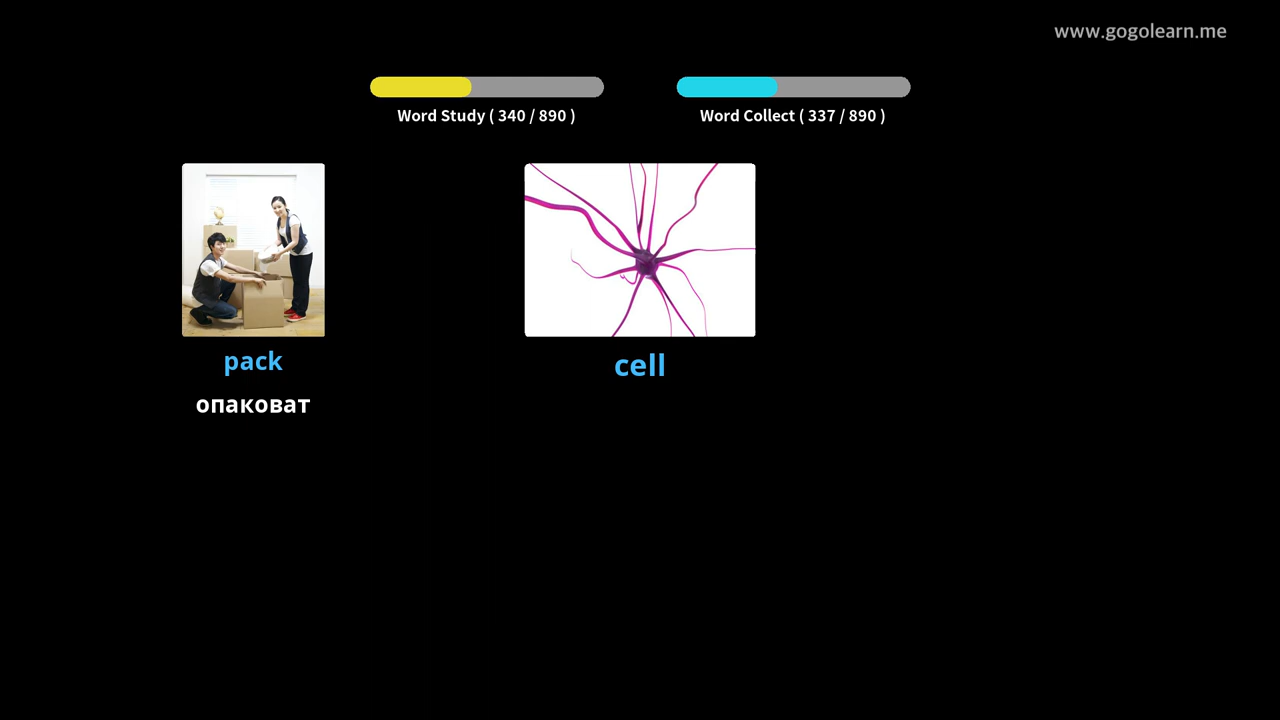 www.gogolearn.me
Word Study ( 340 / 890 )
Word Collect ( 337 / 890 )
pack
опаковат
cell